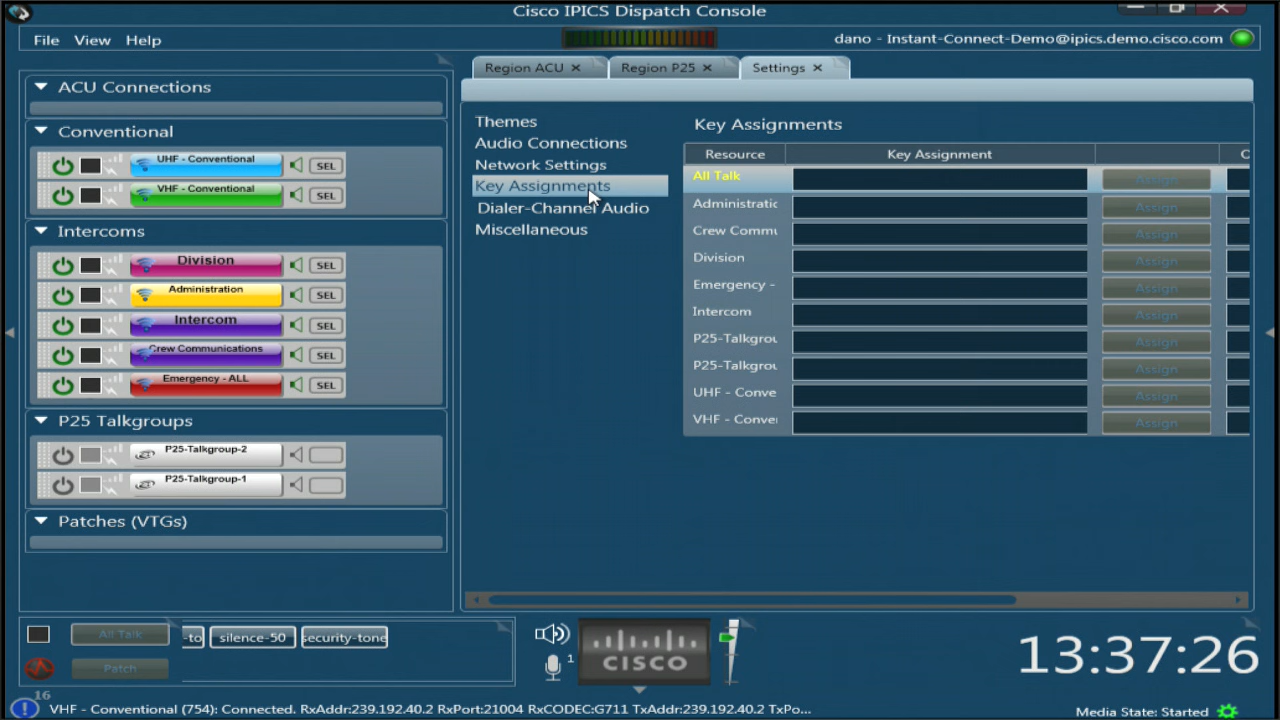 Cisco IPICS Dispatch Console
File View Help
dano - Instant-Connect-Demo@ipics.demo.cisco.com
Region ACU ×
Region P25 ×
Settings ×
ACU Connections
Conventional
UHF - Conventional SEL
VHF - Conventional SEL
Intercoms
Division SEL
Administration SEL
Intercom SEL
Crew Communications SEL
Emergency - ALL SEL
P25 Talkgroups
P25-Talkgroup-2
P25-Talkgroup-1
Patches (VTGs)
Themes
Audio Connections
Network Settings
Key Assignments
Dialer-Channel Audio
Miscellaneous
Key Assignments
Resource Key Assignment C
All Talk Assign
Administratic Assign
Crew Commu Assign
Division Assign
Emergency - Assign
Intercom Assign
P25-Talkgrou Assign
P25-Talkgrou Assign
UHF - Conve Assign
VHF - Conve Assign
All Talk
-to silence-50 security-tone
Patch
1
CISCO
13:37:26
16
VHF - Conventional (754): Connected. RxAddr:239.192.40.2 RxPort:21004 RxCODEC:G711 TxAddr:239.192.40.2 TxPo...
Media State: Started